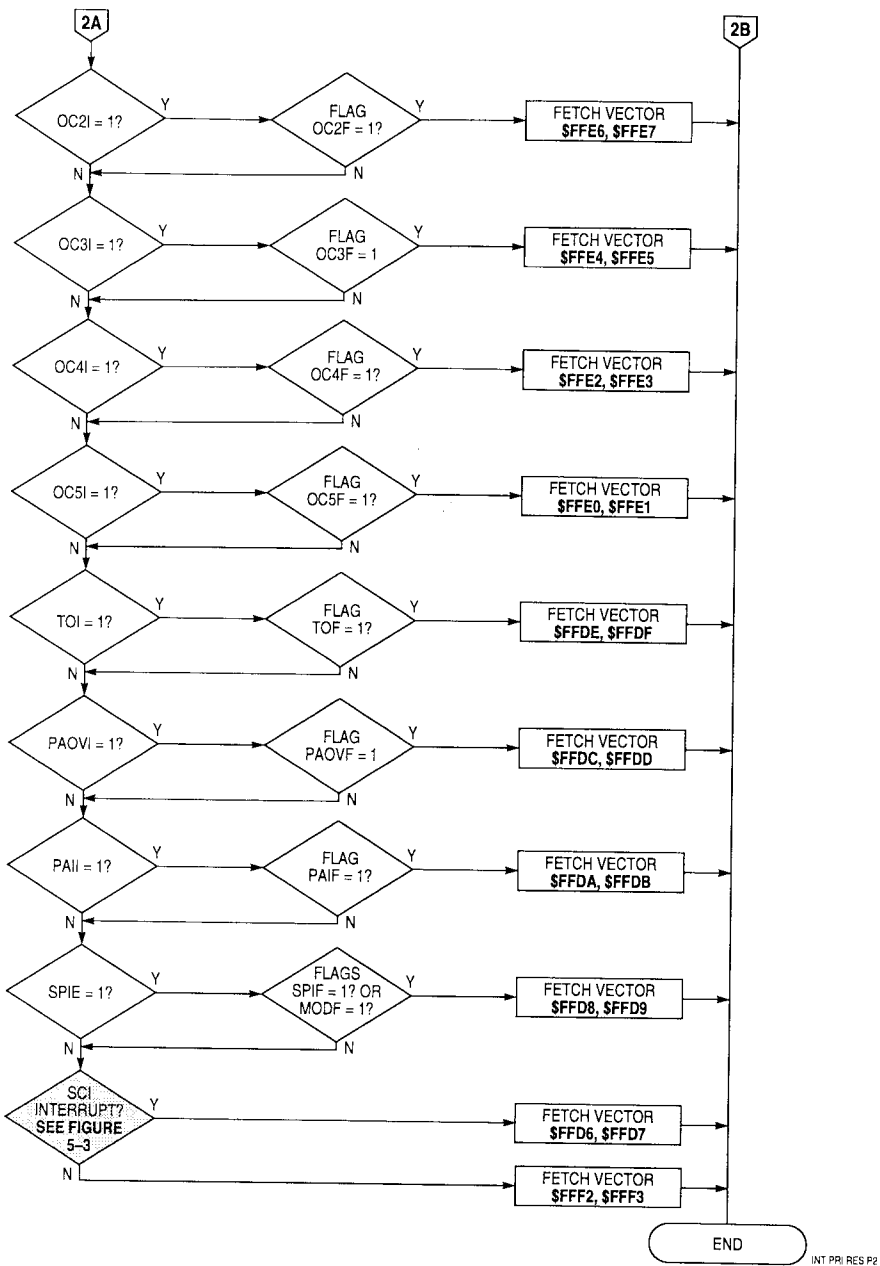 2A
2B
OC2I = 1?
Y
FLAG
OC2F = 1?
Y
FETCH VECTOR
$FFE6, $FFE7
N
N
OC3I = 1?
Y
FLAG
OC3F = 1
Y
FETCH VECTOR
$FFE4, $FFE5
N
N
OC4I = 1?
Y
FLAG
OC4F = 1?
Y
FETCH VECTOR
$FFE2, $FFE3
N
N
OC5I = 1?
Y
FLAG
OC5F = 1?
Y
FETCH VECTOR
$FFE0, $FFE1
N
N
TOI = 1?
Y
FLAG
TOF = 1?
Y
FETCH VECTOR
$FFDE, $FFDF
N
N
PAOVI = 1?
Y
FLAG
PAOVF = 1
Y
FETCH VECTOR
$FFDC, $FFDD
N
N
PAII = 1?
Y
FLAG
PAIF = 1?
Y
FETCH VECTOR
$FFDA, $FFDB
N
N
SPIE = 1?
Y
FLAGS
SPIF = 1? OR
MODF = 1?
Y
FETCH VECTOR
$FFD8, $FFD9
N
N
SCI
INTERRUPT?
SEE FIGURE
5–3
Y
FETCH VECTOR
$FFD6, $FFD7
N
FETCH VECTOR
$FFF2, $FFF3
END
INT PRI RES P2